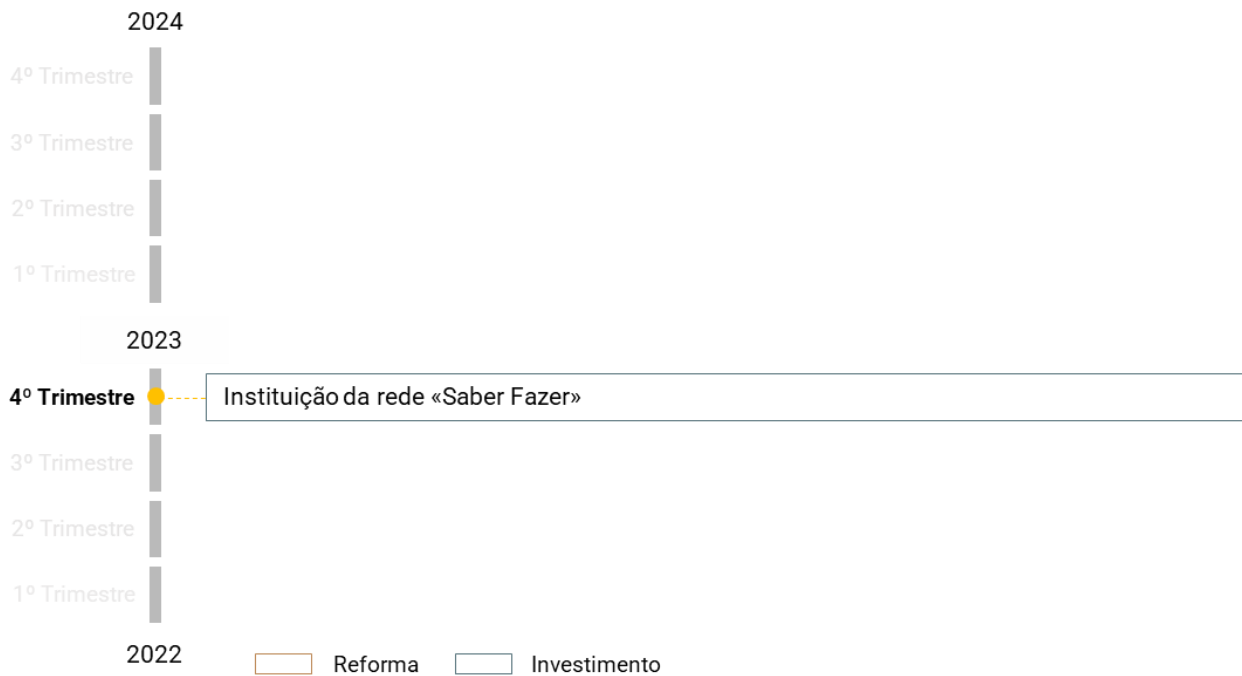 2024
4º Trimestre
3º Trimestre
2º Trimestre
1º Trimestre
2023
4º Trimestre
Instituição da rede «Saber Fazer»
3º Trimestre
2º Trimestre
1º Trimestre
2022
Reforma
Investimento